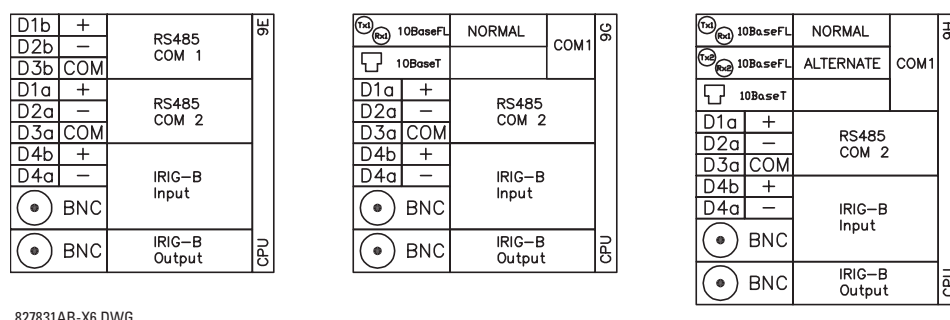 D1b + RS485 COM 1 9E
D2b −
D3b COM
D1a + RS485 COM 2
D2a −
D3a COM
D4b + IRIG−B Input
D4a −
BNC
BNC IRIG−B Output CPU
Tx1 Rx1 10BaseFL NORMAL COM1 9G
10BaseT
D1a + RS485 COM 2
D2a −
D3a COM
D4b + IRIG−B Input
D4a −
BNC
BNC IRIG−B Output CPU
Tx1 Rx1 10BaseFL NORMAL COM1 9H
Tx2 Rx2 10BaseFL ALTERNATE
10BaseT
D1a + RS485 COM 2
D2a −
D3a COM
D4b + IRIG−B Input
D4a −
BNC
BNC IRIG−B Output CPU
827831AB-X6.DWG